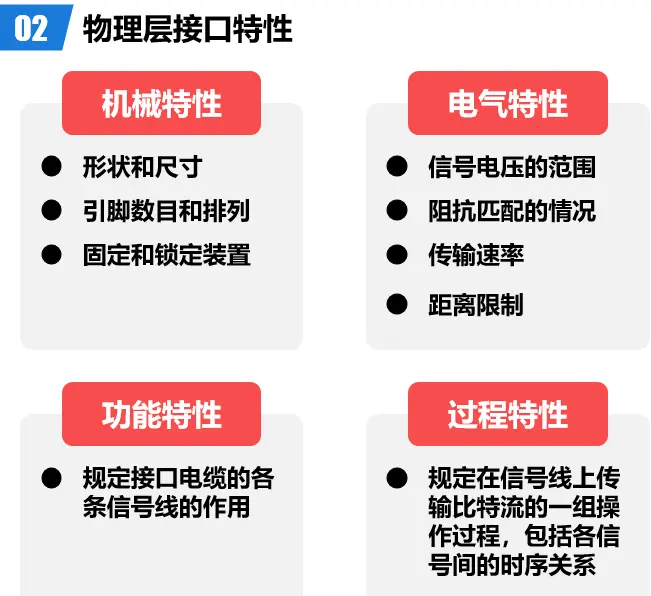 02 物理层接口特性
机械特性
● 形状和尺寸
● 引脚数目和排列
● 固定和锁定装置
电气特性
● 信号电压的范围
● 阻抗匹配的情况
● 传输速率
● 距离限制
功能特性
● 规定接口电缆的各
条信号线的作用
过程特性
● 规定在信号线上传
输比特流的一组操
作过程，包括各信
号间的时序关系